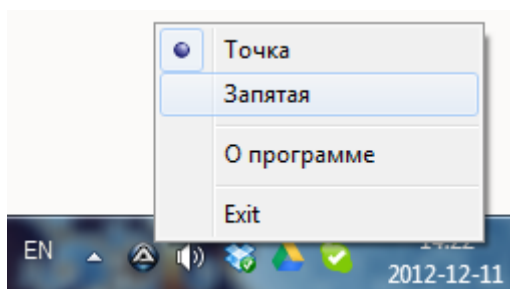 Точка
Запятая
О программе
Exit
EN
2012-12-11